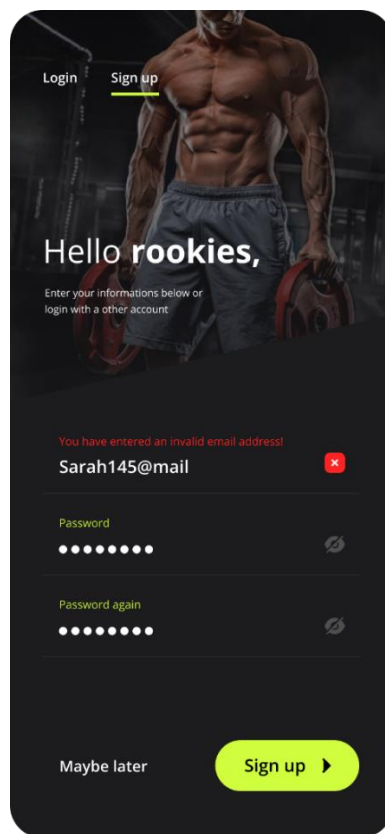 Login Sign up
Hello rookies,
Enter your informations below or
login with a other account
You have entered an invalid email address!
Sarah145@mail
Password
●●●●●●●●
Password again
●●●●●●●●
Maybe later Sign up